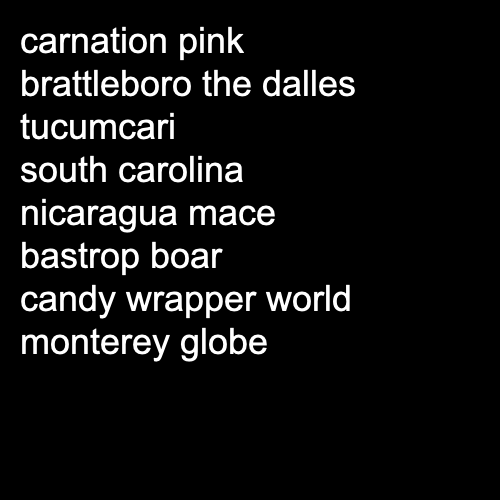 carnation pink
brattleboro the dalles
tucumcari
south carolina
nicaragua mace
bastrop boar
candy wrapper world
monterey globe